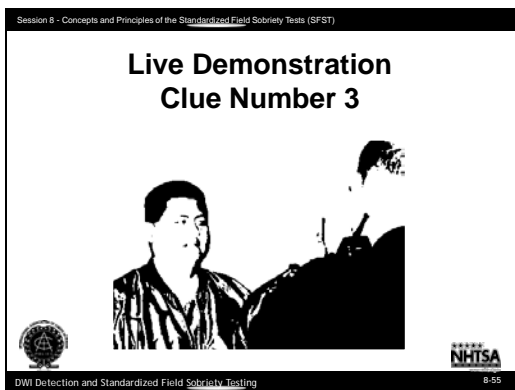 Session 8 - Concepts and Principles of the Standardized Field Sobriety Tests (SFST)
Live Demonstration
Clue Number 3
NHTSA
DWI Detection and Standardized Field Sobriety Testing
8-55